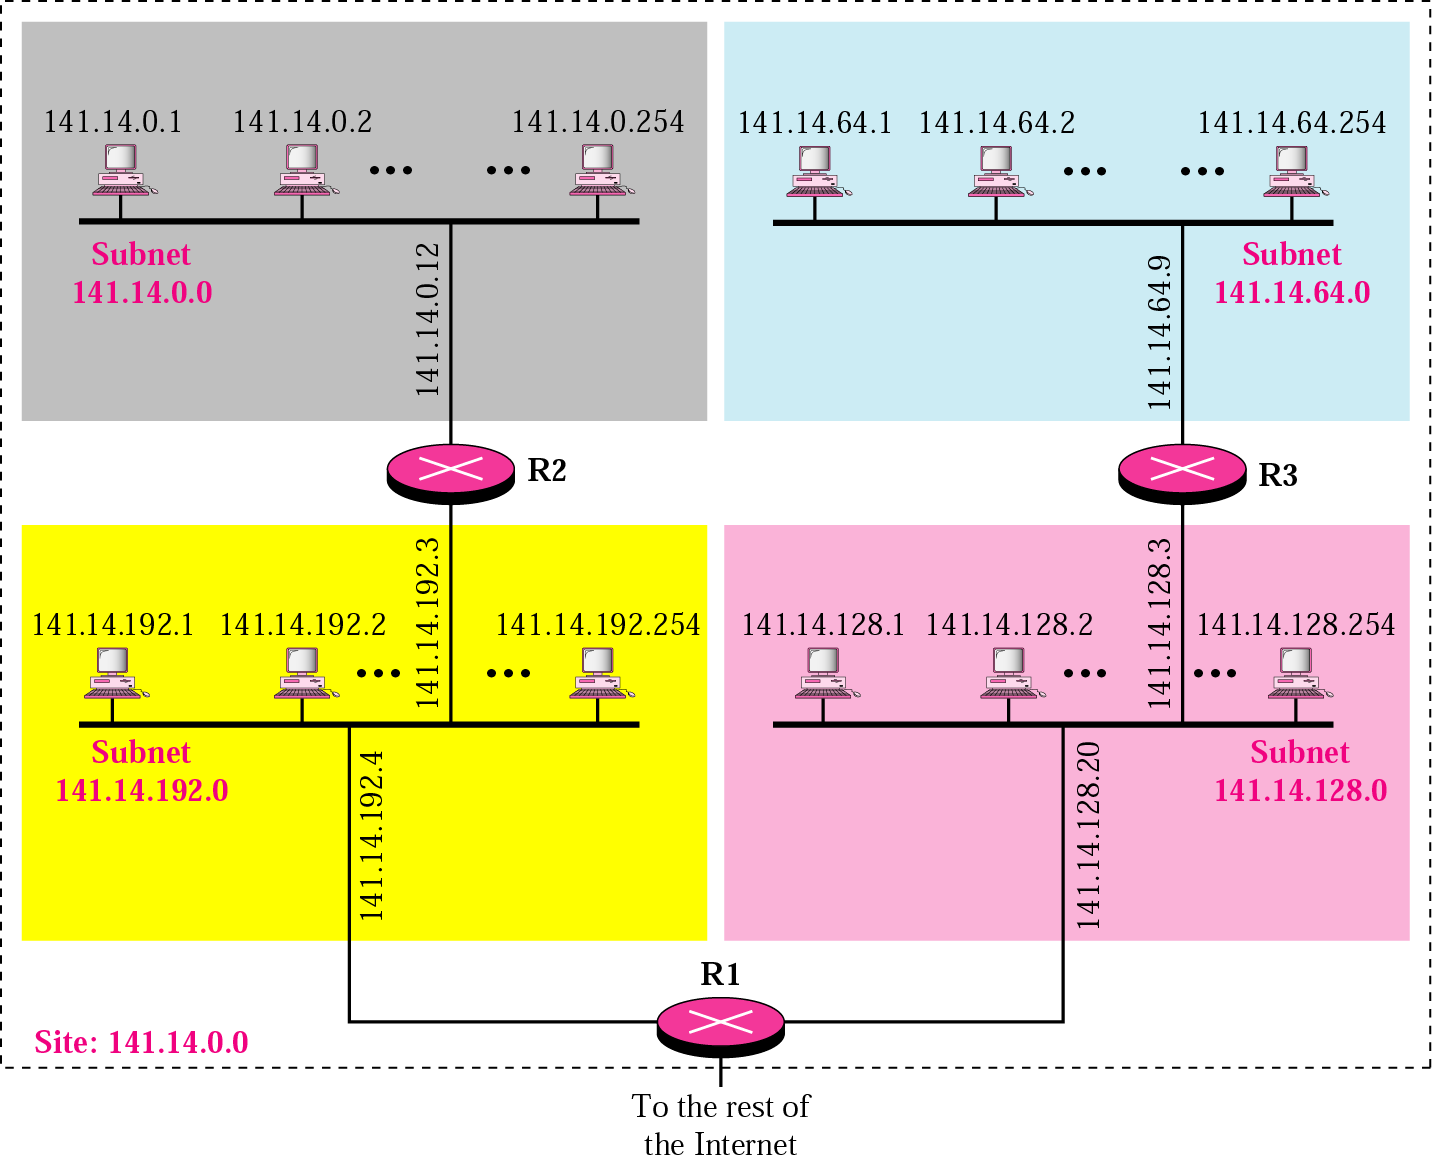 141.14.0.1
141.14.0.2
141.14.0.254
Subnet
141.14.0.0
141.14.0.12
141.14.64.1
141.14.64.2
141.14.64.254
Subnet
141.14.64.0
141.14.64.9
R2
R3
141.14.192.1
141.14.192.2
141.14.192.3
141.14.192.254
Subnet
141.14.192.0
141.14.192.4
141.14.128.1
141.14.128.2
141.14.128.3
141.14.128.254
Subnet
141.14.128.0
141.14.128.20
R1
Site: 141.14.0.0
To the rest of
the Internet